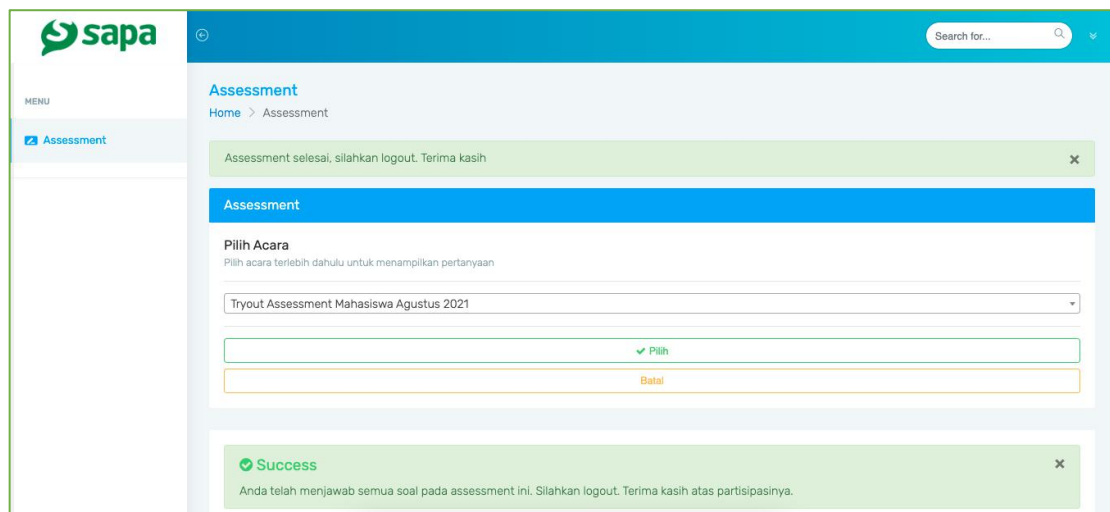 sapa
Search for...
MENU
Assessment
Assessment
Home > Assessment
Assessment selesai, silahkan logout. Terima kasih
Assessment
Pilih Acara
Pilih acara terlebih dahulu untuk menampilkan pertanyaan
Tryout Assessment Mahasiswa Agustus 2021
Pilih
Batal
Success
Anda telah menjawab semua soal pada assessment ini. Silahkan logout. Terima kasih atas partisipasinya.